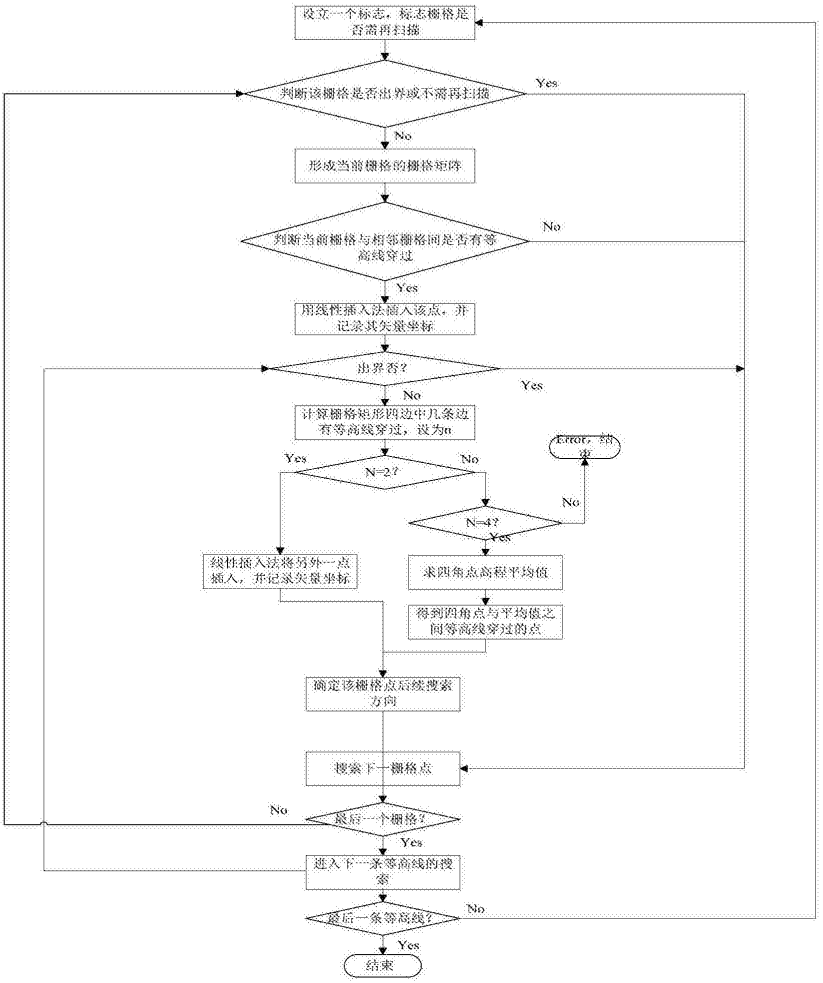 设立一个标志，标志栅格是
否需再扫描
判断该栅格是否出界或不需再扫描
Yes
No
形成当前栅格的栅格矩阵
判断当前栅格与相邻栅格间是否有等
高线穿过
No
Yes
用线性插入法插入该点，并
记录其矢量坐标
出界否？
Yes
No
计算栅格矩形四边中几条边
有等高线穿过，设为n
Error，结
束
Yes
N=2？
No
No
N=4？
Yes
线性插入法将另外一点
插入，并记录矢量坐标
求四角点高程平均值
得到四角点与平均值之
间等高线穿过的点
确定该栅格点后续搜索
方向
搜索下一栅格点
No
最后一个栅格？
Yes
进入下一条等高线的搜
索
最后一条等高线？
No
Yes
结束